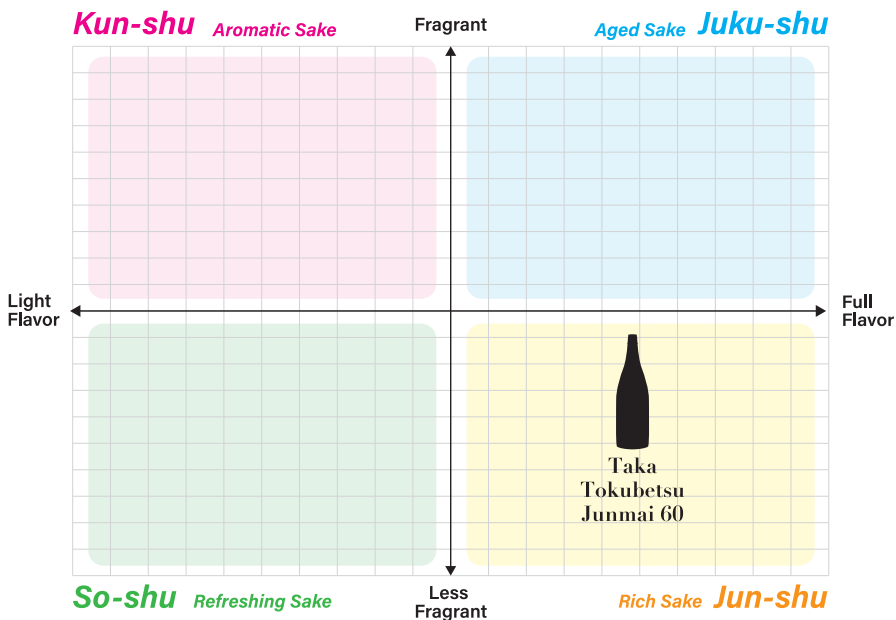 Kun-shu Aromatic Sake
Fragrant
Aged Sake Juku-shu
Light
Flavor
Full
Flavor
Taka
Tokubetsu
Junmai 60
So-shu Refreshing Sake
Less
Fragrant
Rich Sake Jun-shu